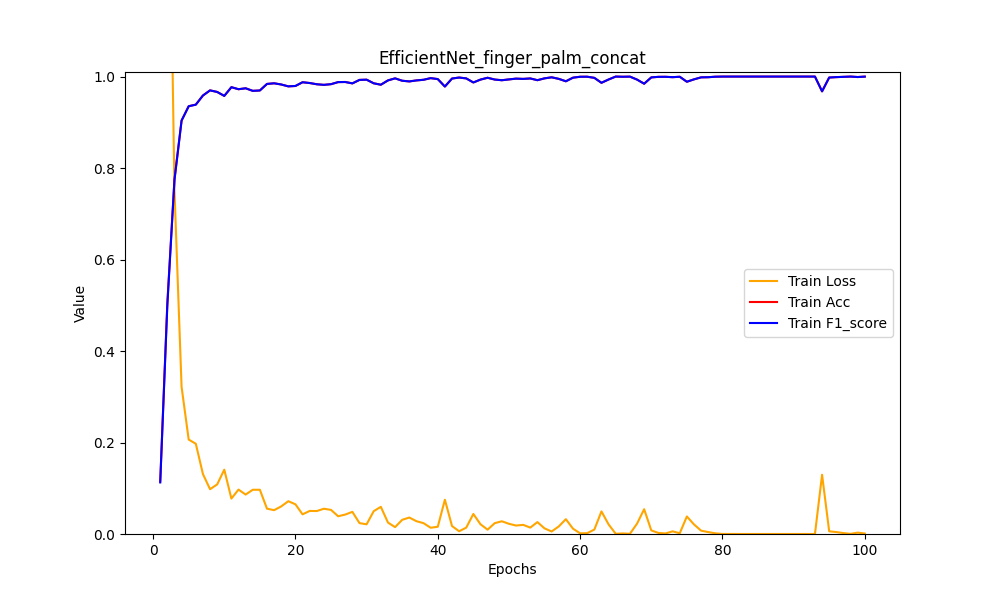 EfficientNet_finger_palm_concat
1.0
0.8
0.6
0.4
0.2
0.0
Value
Train Loss
Train Acc
Train F1_score
0 20 40 60 80 100
Epochs